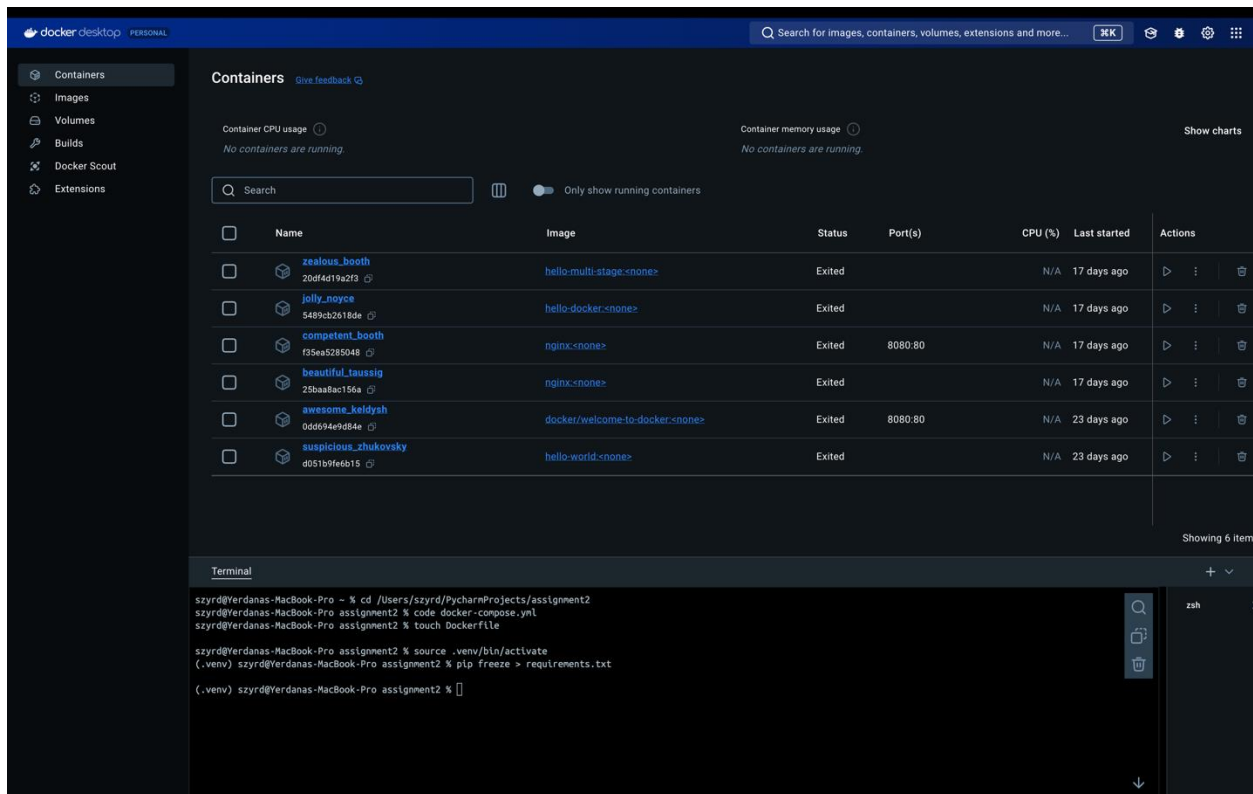 docker desktop PERSONAL
Search for images, containers, volumes, extensions and more... ⌘K
Containers
Images
Volumes
Builds
Docker Scout
Extensions
Containers Give feedback
Container CPU usage
No containers are running.
Container memory usage
No containers are running.
Show charts
Search
Only show running containers
Name Image Status Port(s) CPU (%) Last started Actions
zealous_booth
20df4d19a2f3
hello-multi-stage:<none> Exited N/A 17 days ago
jolly_noyce
5489cb2618de
hello-docker:<none> Exited N/A 17 days ago
competent_booth
f35ea5285048
nginx:<none> Exited 8080:80 N/A 17 days ago
beautiful_taussig
25baa8ac156a
nginx:<none> Exited N/A 17 days ago
awesome_keldysh
0dd694e9d84e
docker/welcome-to-docker:<none> Exited 8080:80 N/A 23 days ago
suspicious_zhukovsky
d051b9fe6b15
hello-world:<none> Exited N/A 23 days ago
Showing 6 item
Terminal
szyrd@Yerdanas-MacBook-Pro ~ % cd /Users/szyrd/PycharmProjects/assignment2
szyrd@Yerdanas-MacBook-Pro assignment2 % code docker-compose.yml
szyrd@Yerdanas-MacBook-Pro assignment2 % touch Dockerfile
szyrd@Yerdanas-MacBook-Pro assignment2 % source .venv/bin/activate
(.venv) szyrd@Yerdanas-MacBook-Pro assignment2 % pip freeze > requirements.txt
(.venv) szyrd@Yerdanas-MacBook-Pro assignment2 %
zsh